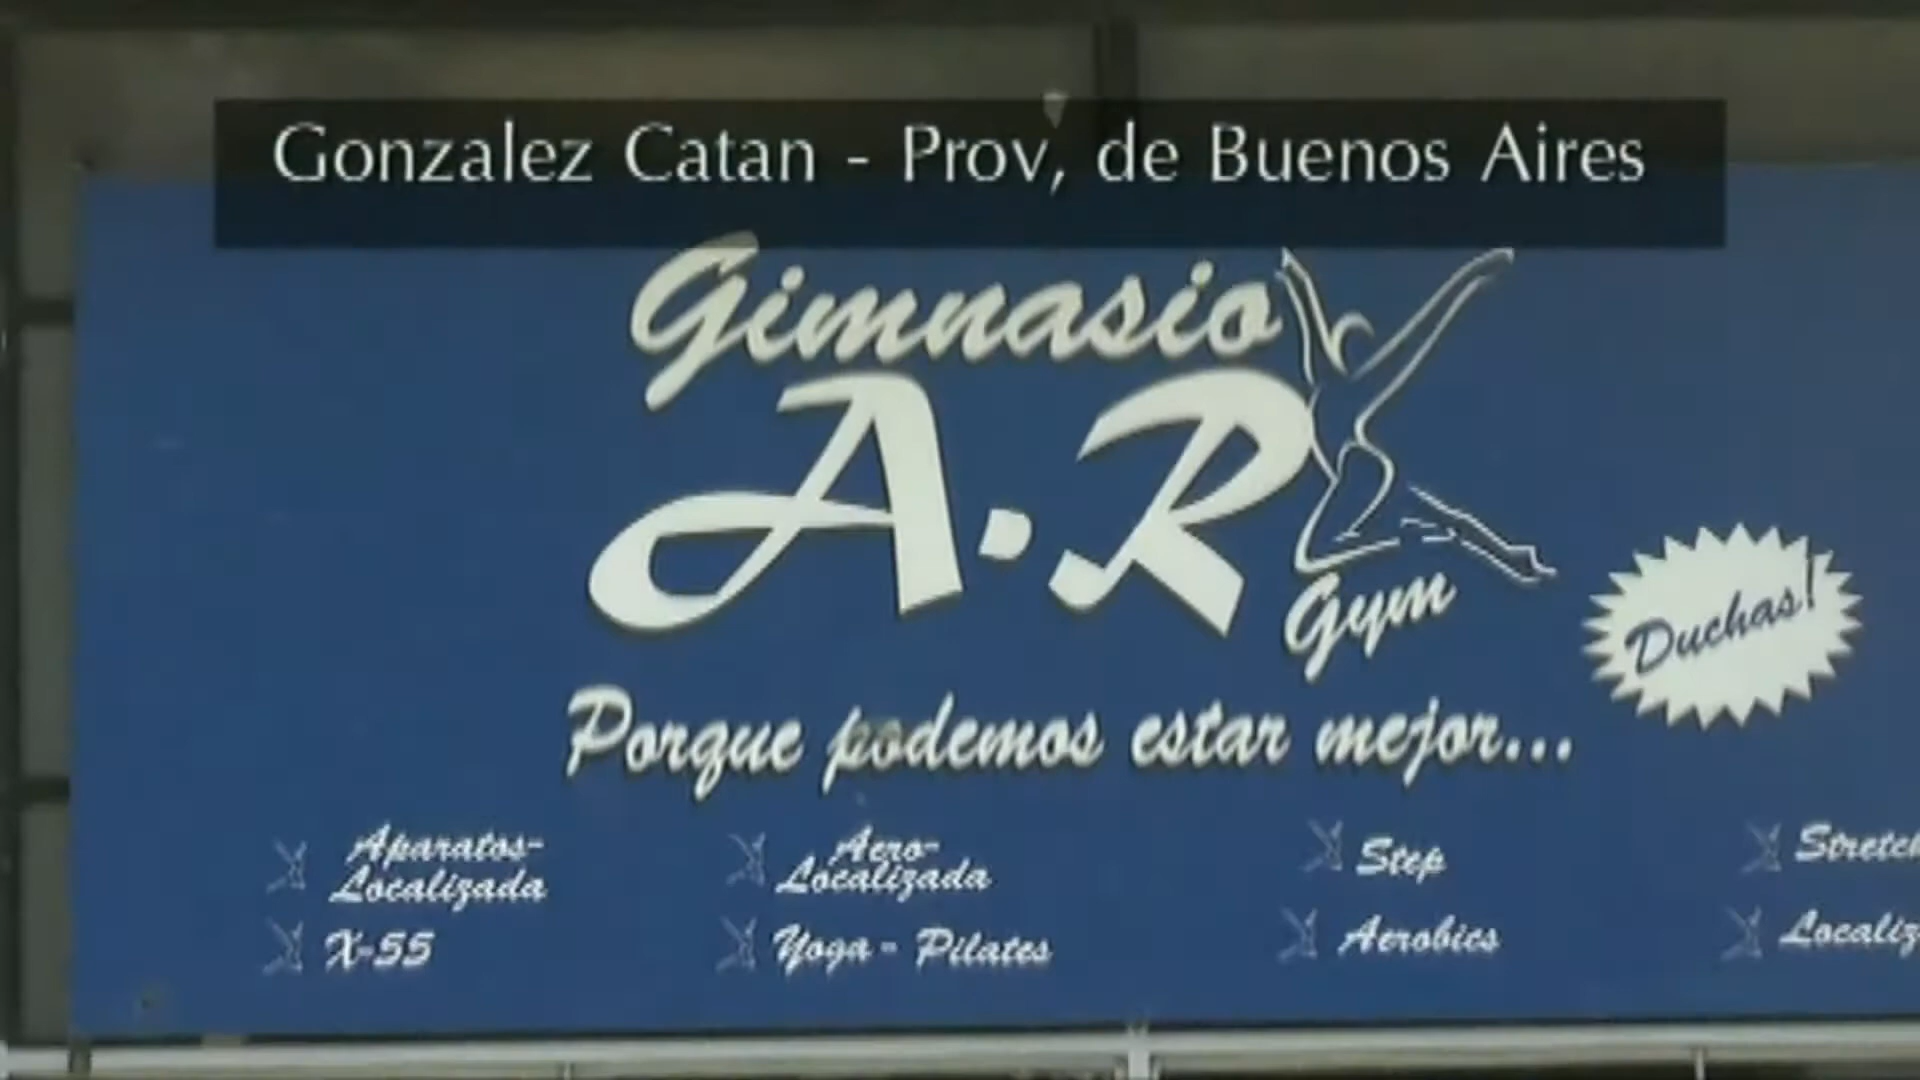 Gonzalez Catan - Prov, de Buenos Aires
Gimnasio
A.R
Gym
Duchas!
Porque podemos estar mejor...
Aparatos-
Localizada
Aero-
Localizada
Step
X-55
Yoga - Pilates
Aerobics